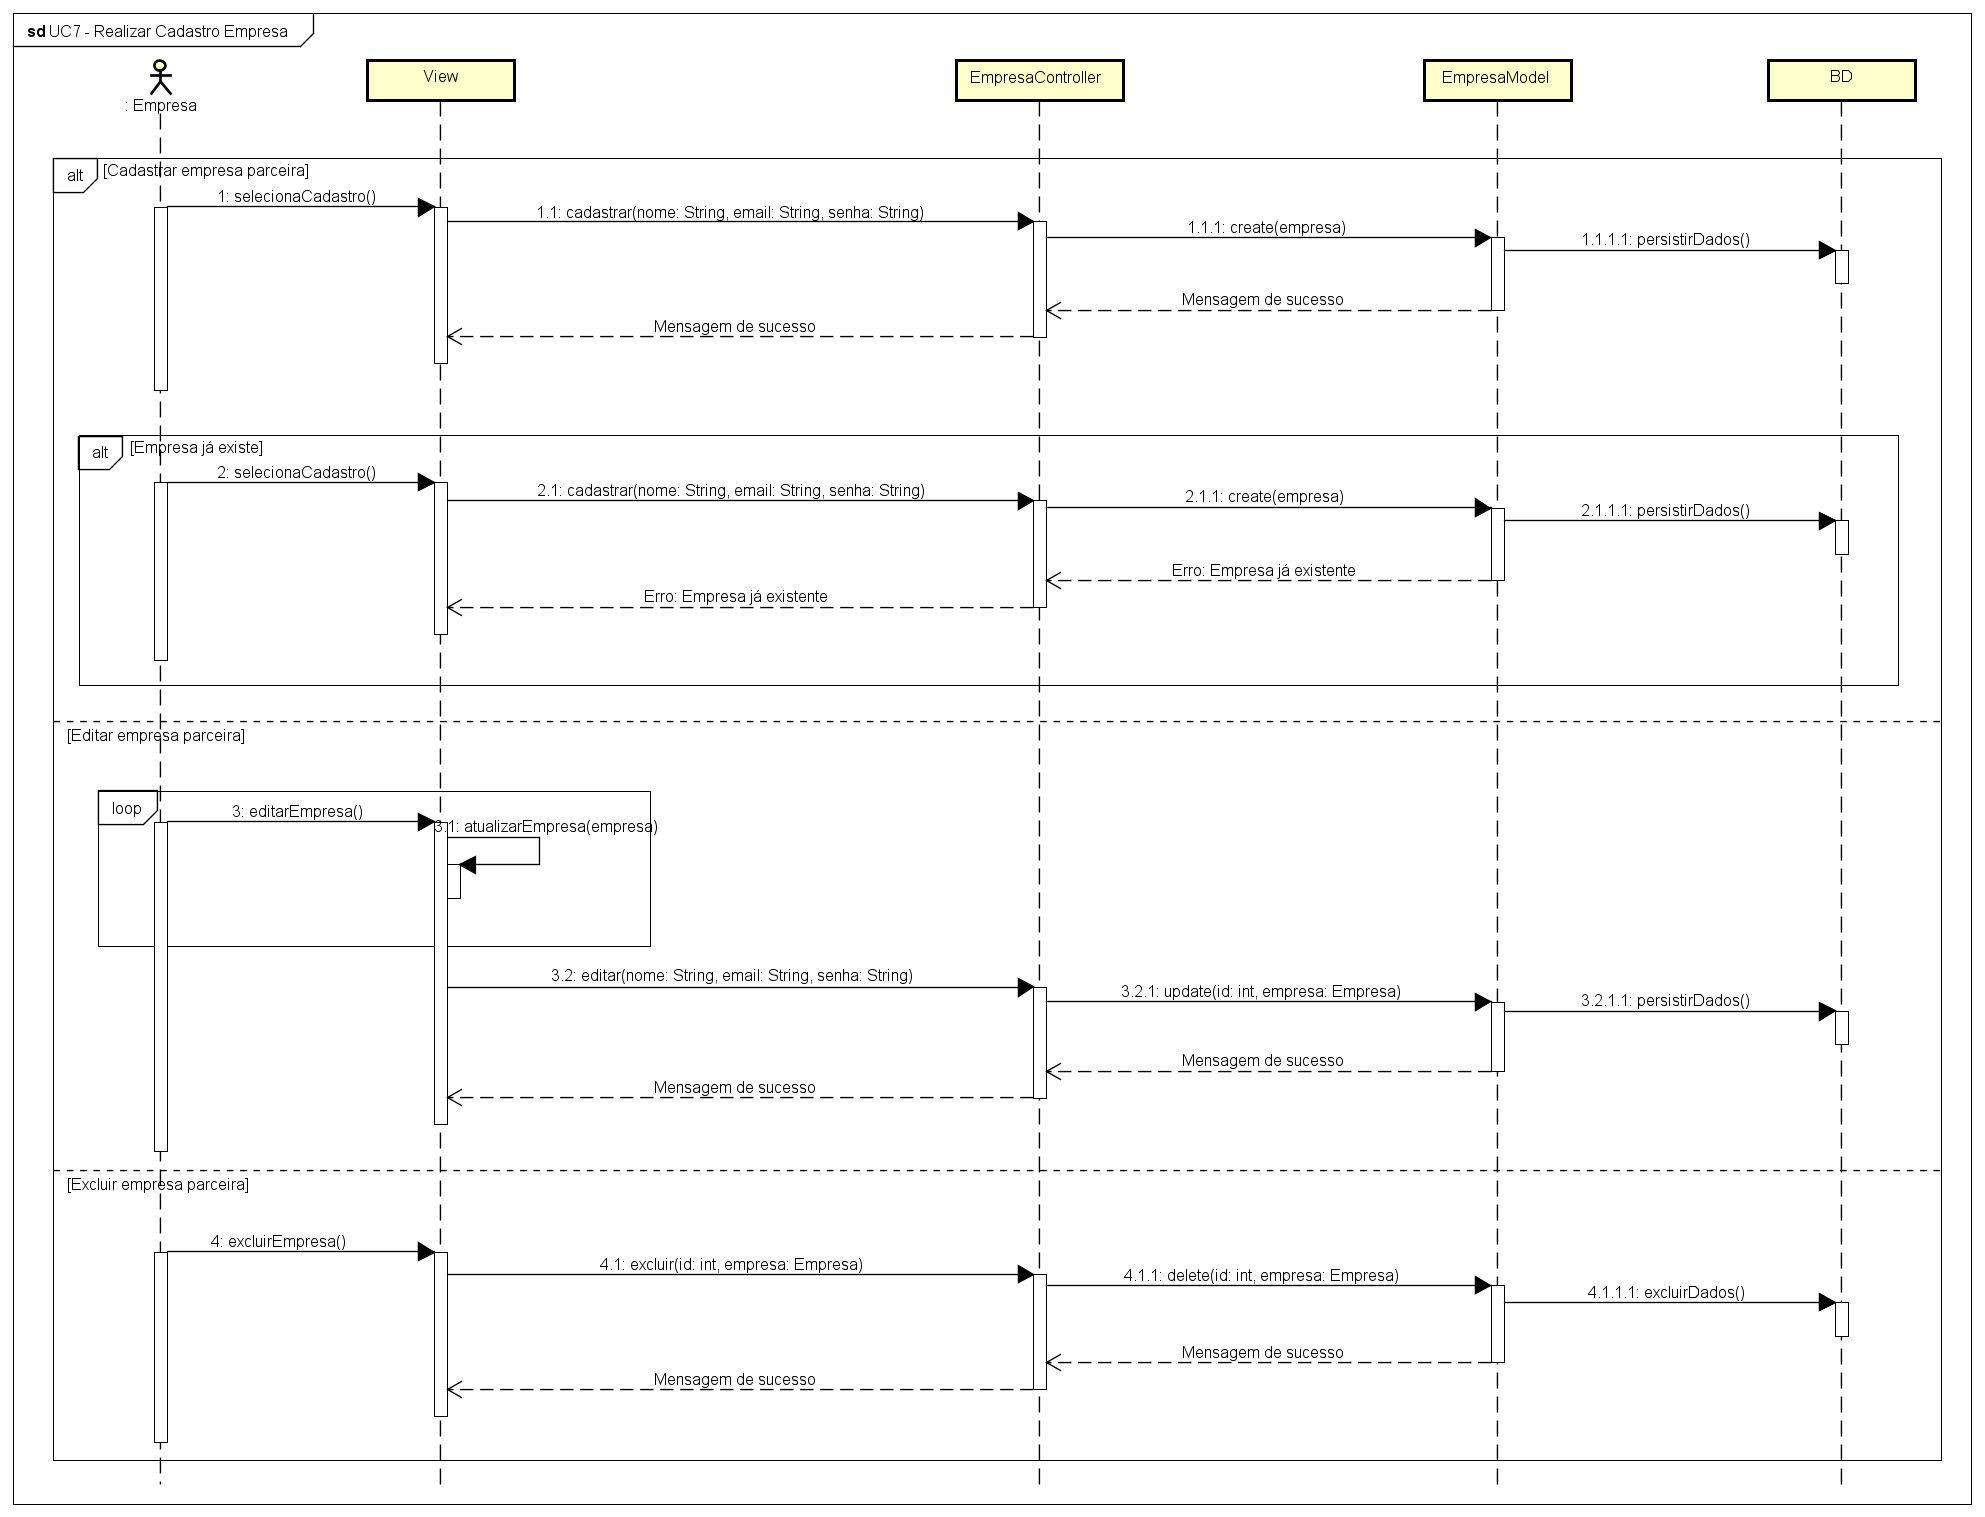 sd UC7 - Realizar Cadastro Empresa
: Empresa
View
EmpresaController
EmpresaModel
BD
alt
[Cadastrar empresa parceira]
1: selecionaCadastro()
1.1: cadastrar(nome: String, email: String, senha: String)
1.1.1: create(empresa)
1.1.1.1: persistirDados()
Mensagem de sucesso
Mensagem de sucesso
alt
[Empresa já existe]
2: selecionaCadastro()
2.1: cadastrar(nome: String, email: String, senha: String)
2.1.1: create(empresa)
2.1.1.1: persistirDados()
Erro: Empresa já existente
Erro: Empresa já existente
[Editar empresa parceira]
loop
3: editarEmpresa()
3.1: atualizarEmpresa(empresa)
3.2: editar(nome: String, email: String, senha: String)
3.2.1: update(id: int, empresa: Empresa)
3.2.1.1: persistirDados()
Mensagem de sucesso
Mensagem de sucesso
[Excluir empresa parceira]
4: excluirEmpresa()
4.1: excluir(id: int, empresa: Empresa)
4.1.1: delete(id: int, empresa: Empresa)
4.1.1.1: excluirDados()
Mensagem de sucesso
Mensagem de sucesso